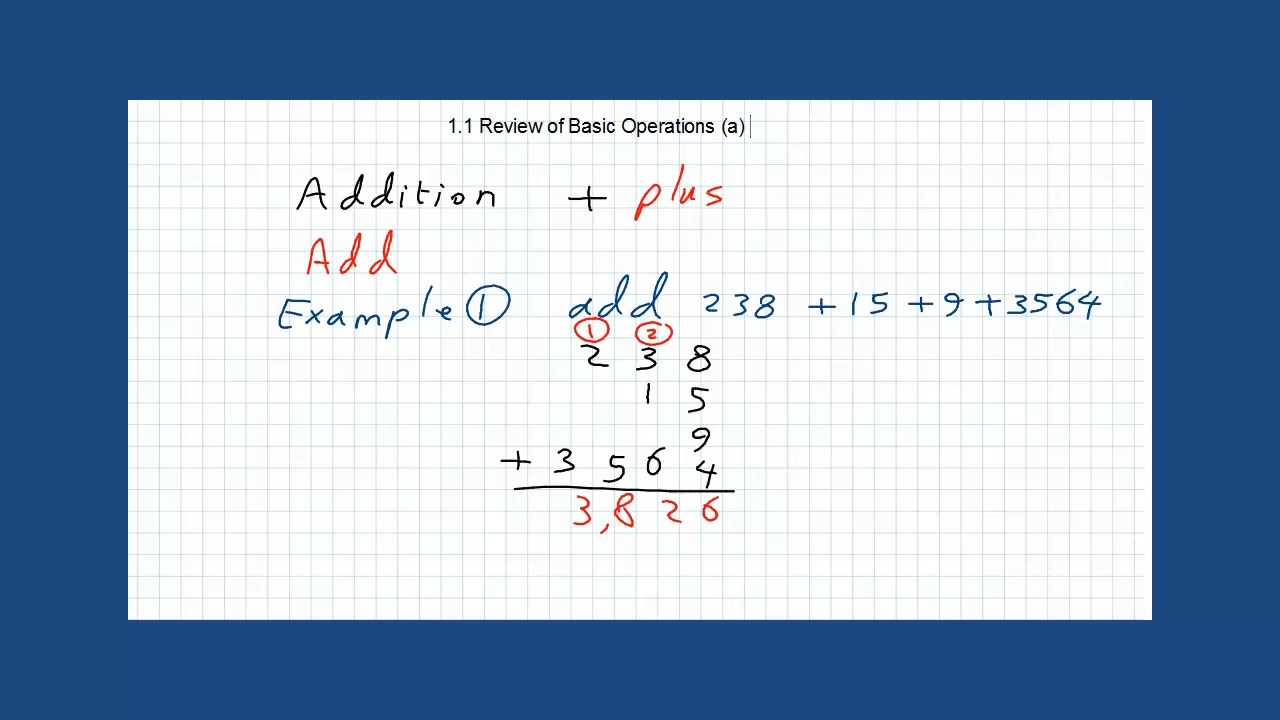 1.1 Review of Basic Operations (a)
Addition + plus
Add
Example ① add 238 + 15 + 9 + 3564
① ②
2 3 8
1 5
9
+ 3 5 6 4
3,8 2 6